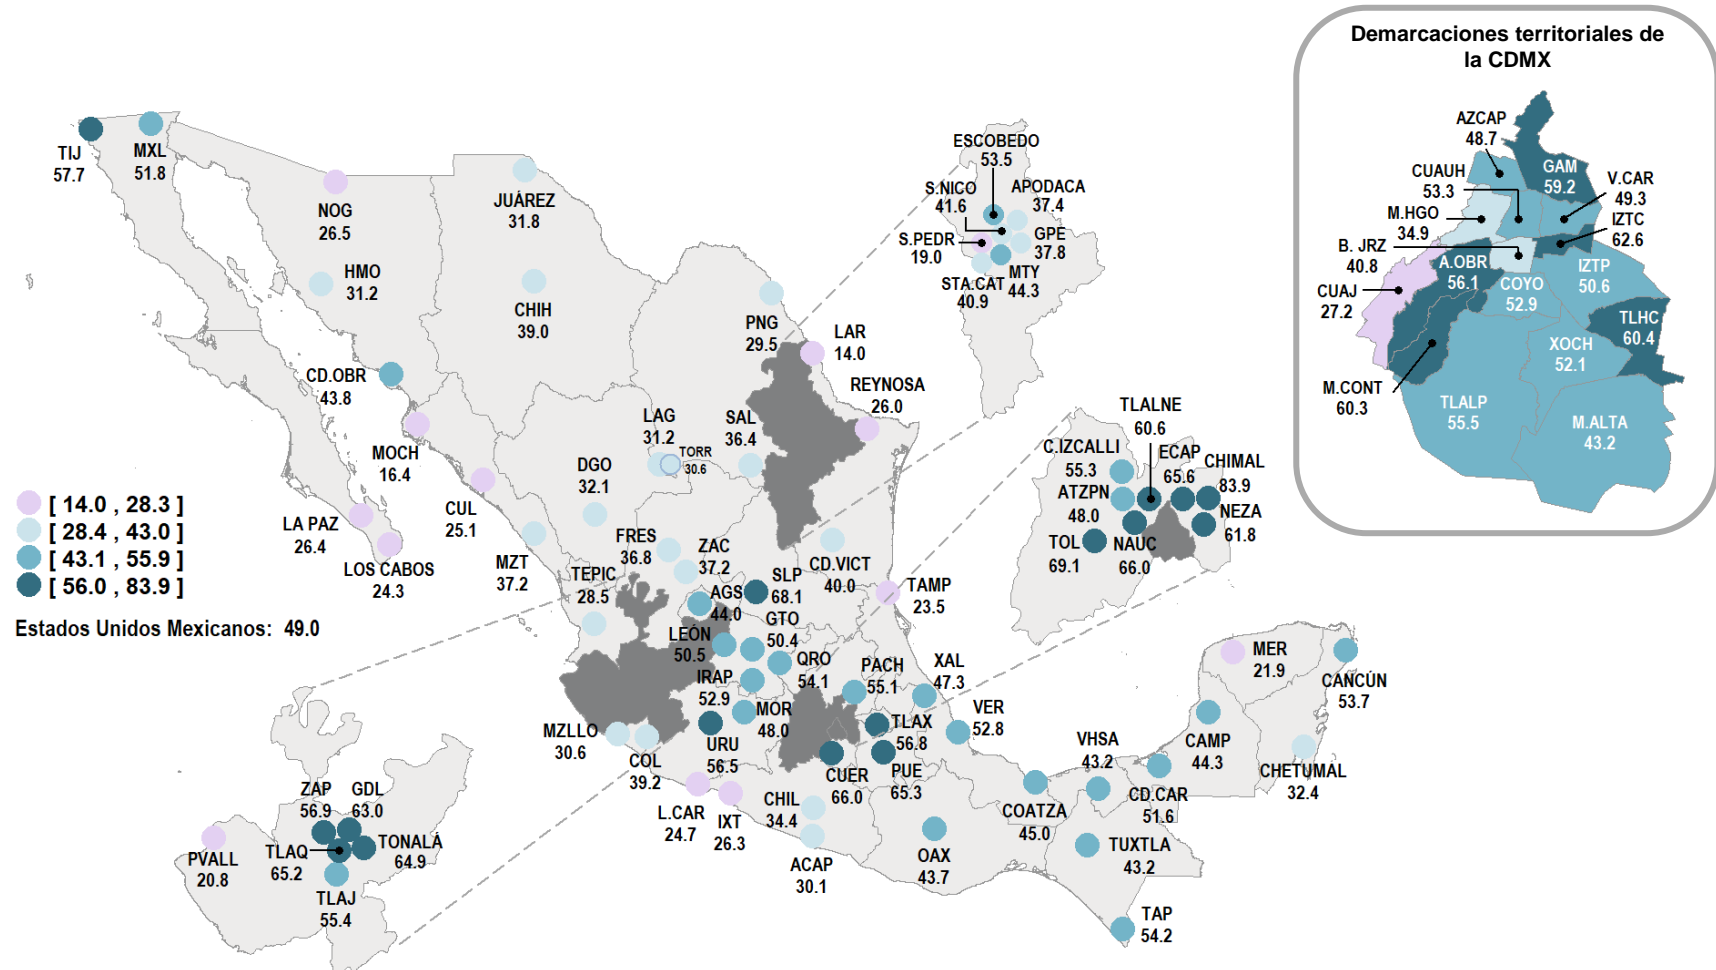 Demarcaciones territoriales de
la CDMX
AZCAP
48.7
GAM
59.2
CUAUH
53.3
V.CAR
49.3
M.HGO
34.9
IZTC
62.6
B. JRZ
40.8
A.OBR
56.1
IZTP
50.6
COYO
52.9
CUAJ
27.2
TLHC
60.4
XOCH
52.1
M.CONT
60.3
TLALP
55.5
M.ALTA
43.2
TIJ
57.7
MXL
51.8
NOG
26.5
JUÁREZ
31.8
HMO
31.2
CHIH
39.0
CD.OBR
43.8
MOCH
16.4
CUL
25.1
LA PAZ
26.4
LOS CABOS
24.3
MZT
37.2
DGO
32.1
LAG
31.2
TORR
30.6
SAL
36.4
PNG
29.5
LAR
14.0
REYNOSA
26.0
ESCOBEDO
53.5
S.NICO
41.6
APODACA
37.4
S.PEDR
19.0
GPE
37.8
STA.CAT
40.9
MTY
44.3
FRES
36.8
ZAC
37.2
TEPIC
28.5
AGS
44.0
SLP
68.1
CD.VICT
40.0
TAMP
23.5
LEÓN
50.5
GTO
50.4
IRAP
52.9
QRO
54.1
PACH
55.1
XAL
47.3
MOR
48.0
VER
52.8
MZLLO
30.6
COL
39.2
URU
56.5
TLAX
56.8
CUER
66.0
PUE
65.3
L.CAR
24.7
IXT
26.3
CHIL
34.4
ACAP
30.1
OAX
43.7
COATZA
45.0
VHSA
43.2
CD.CAR
51.6
CAMP
44.3
MER
21.9
CANCÚN
53.7
CHETUMAL
32.4
TUXTLA
43.2
TAP
54.2
TLALNE
60.6
C.IZCALLI
55.3
ECAP
65.6
CHIMAL
83.9
ATZPN
48.0
NEZA
61.8
TOL
69.1
NAUC
66.0
ZAP
56.9
GDL
63.0
TONALÁ
64.9
TLAQ
65.2
TLAJ
55.4
PVALL
20.8
[ 14.0 , 28.3 ]
[ 28.4 , 43.0 ]
[ 43.1 , 55.9 ]
[ 56.0 , 83.9 ]
Estados Unidos Mexicanos: 49.0